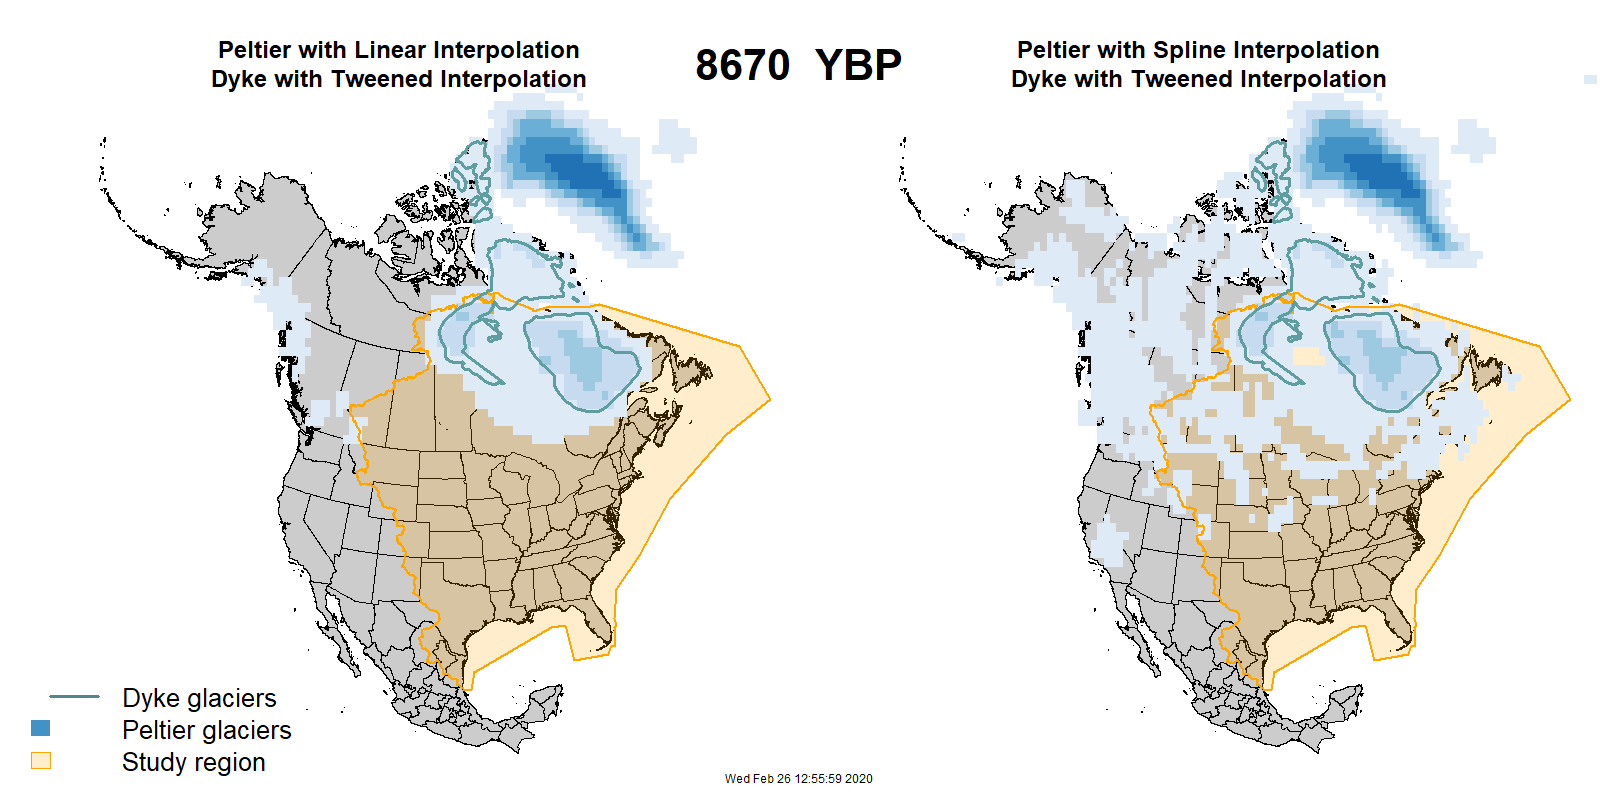 Peltier with Linear Interpolation
Dyke with Tweened Interpolation
8670 YBP
Peltier with Spline Interpolation
Dyke with Tweened Interpolation
Dyke glaciers
Peltier glaciers
Study region
Wed Feb 26 12:55:59 2020